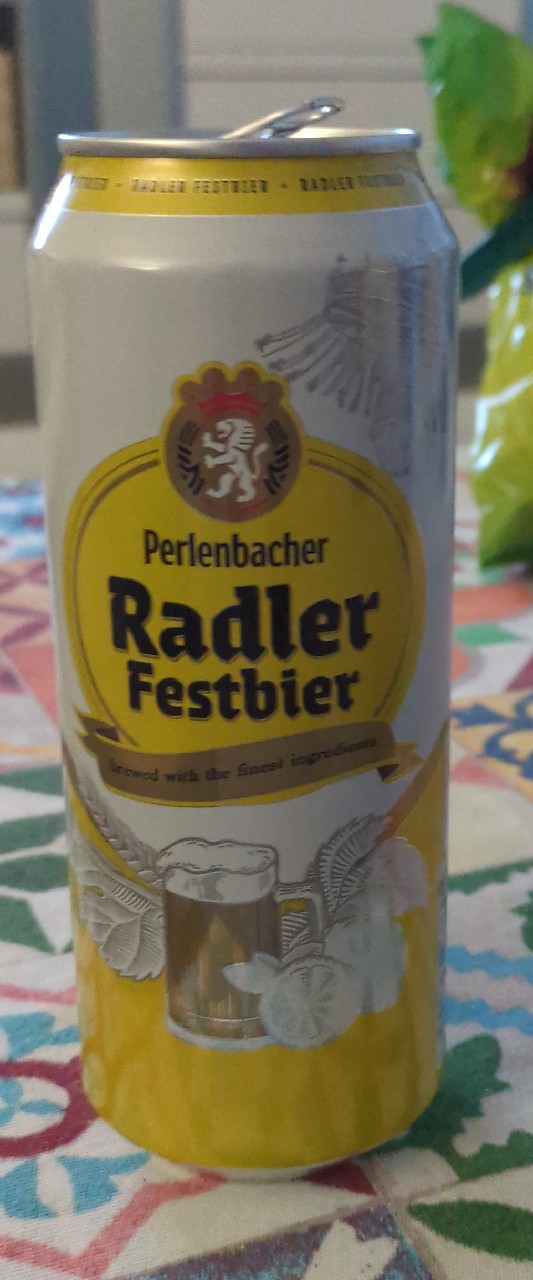 RADLER FESTBIER - RADLER FESTBIER
Perlenbacher
Radler
Festbier
Brewed with the finest ingredients